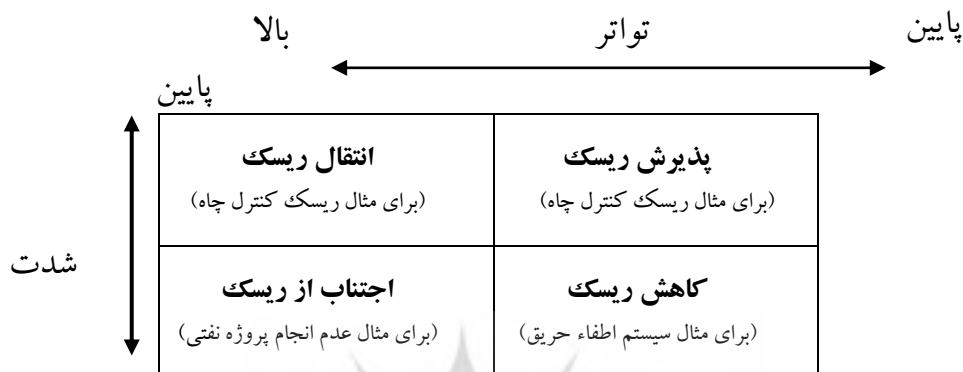 پایین تواتر بالا
پایین
پذیرش ریسک انتقال ریسک
(برای مثال ریسک کنترل چاه) (برای مثال ریسک کنترل چاه)
شدت
کاهش ریسک اجتناب از ریسک
(برای مثال سیستم اطفاء حریق) (برای مثال عدم انجام پروژه نفتی)